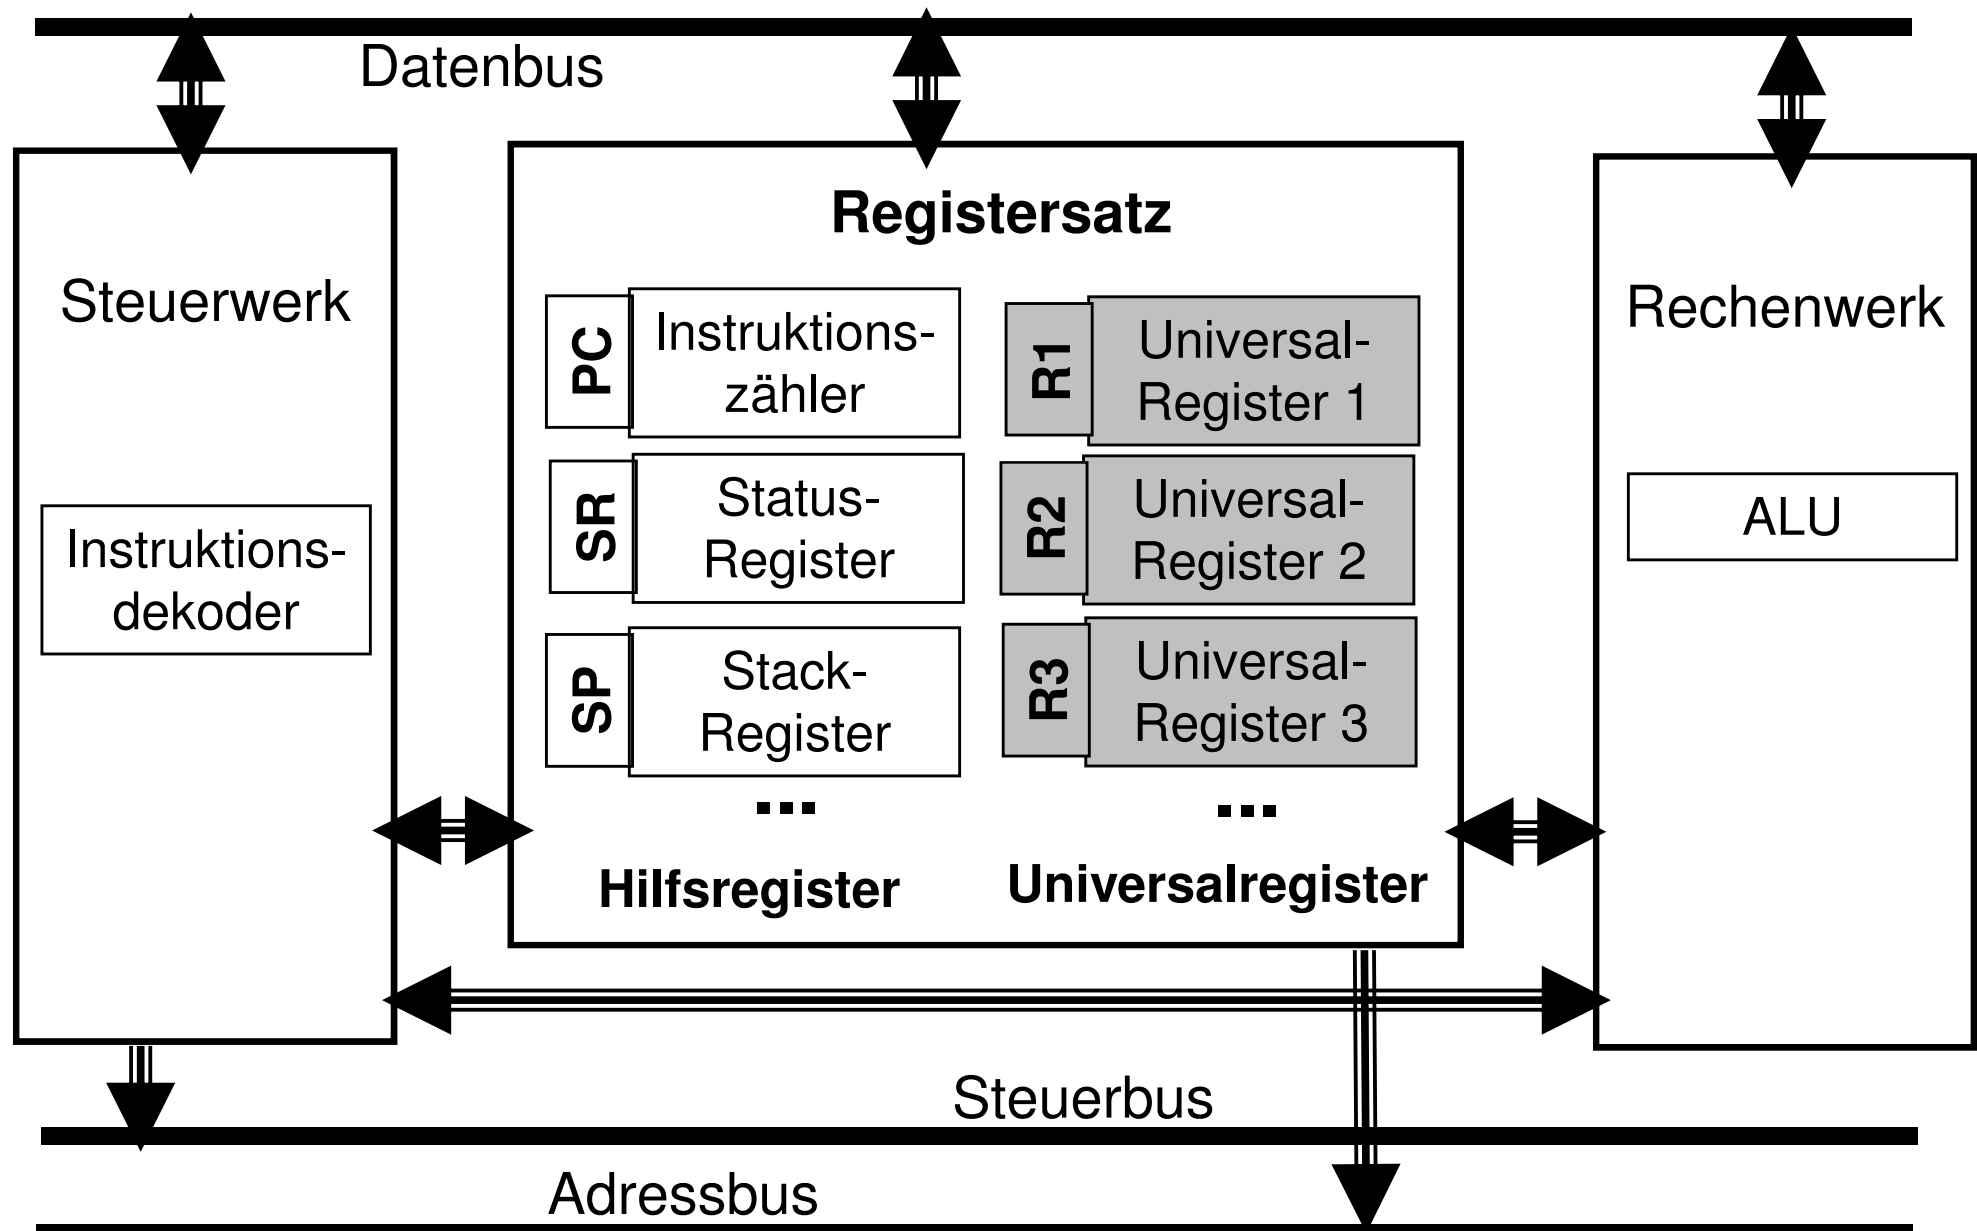 Datenbus
Steuerwerk
Instruktions-
dekoder
Registersatz
PC
Instruktions-
zähler
SR
Status-
Register
SP
Stack-
Register
...
Hilfsregister
R1
Universal-
Register 1
R2
Universal-
Register 2
R3
Universal-
Register 3
...
Universalregister
Rechenwerk
ALU
Steuerbus
Adressbus